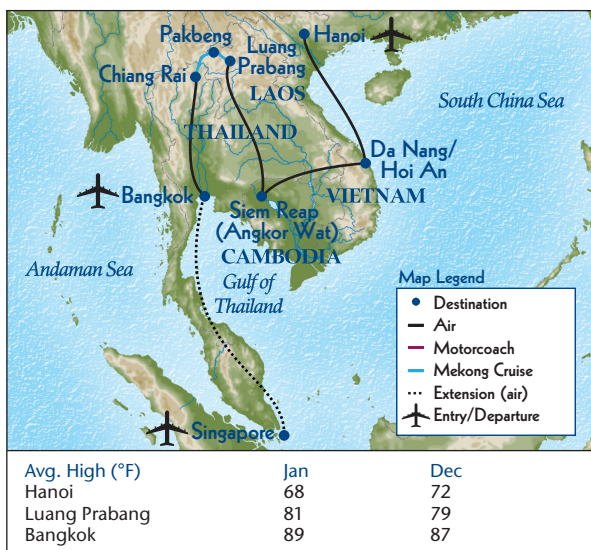 Pakbeng
Luang
Prabang
Hanoi
Chiang Rai
LAOS
South China Sea
THAILAND
Da Nang/
Hoi An
Bangkok
VIETNAM
Siem Reap
(Angkor Wat)
CAMBODIA
Andaman Sea
Gulf of
Thailand
Map Legend
Destination
Air
Motorcoach
Mekong Cruise
Extension (air)
Entry/Departure
Singapore
Avg. High (°F) Jan Dec
Hanoi 68 72
Luang Prabang 81 79
Bangkok 89 87